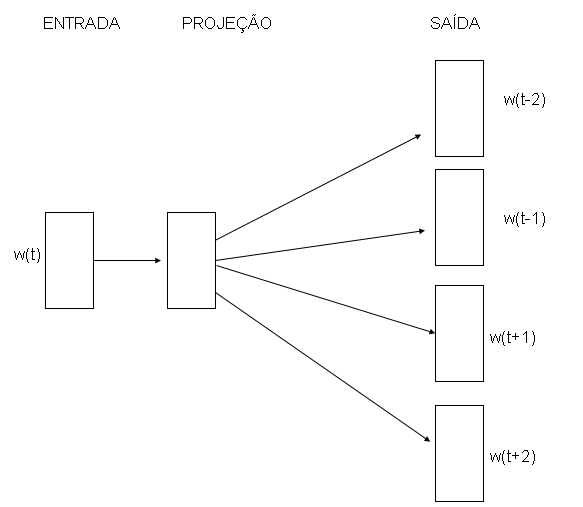 ENTRADA PROJEÇÃO SAÍDA
w(t-2)
w(t-1)
w(t)
w(t+1)
w(t+2)